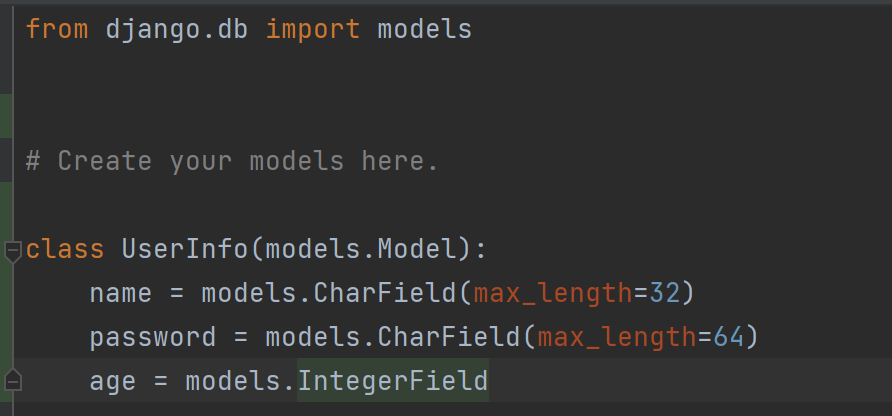 from django.db import models
# Create your models here.
class UserInfo(models.Model):
    name = models.CharField(max_length=32)
    password = models.CharField(max_length=64)
    age = models.IntegerField